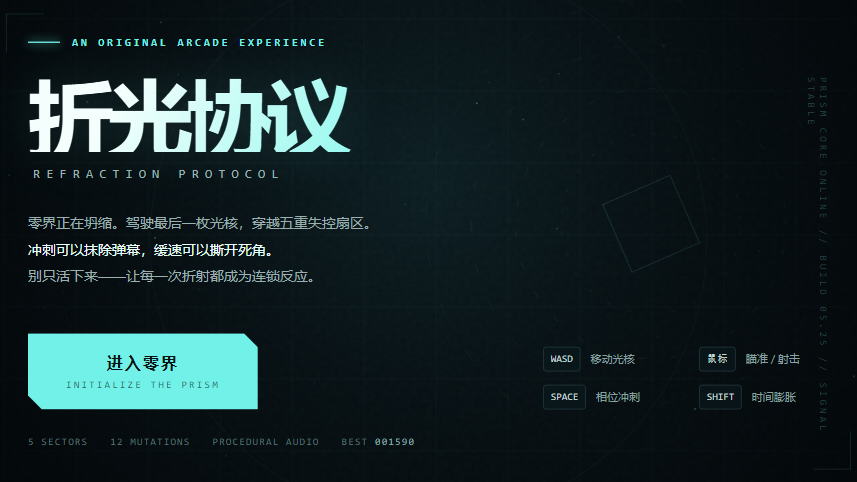 AN ORIGINAL ARCADE EXPERIENCE
折光协议
REFRACTION PROTOCOL
零界正在坍缩。驾驶最后一枚光核，穿越五重失控扇区。
冲刺可以抹除弹幕，缓速可以撕开死角。
别只活下来——让每一次折射都成为连锁反应。
进入零界
INITIALIZE THE PRISM
WASD 移动光核
鼠标 瞄准 / 射击
SPACE 相位冲刺
SHIFT 时间膨胀
5 SECTORS 12 MUTATIONS PROCEDURAL AUDIO BEST 001590
PRISM CORE ONLINE // BUILD 05.25 // SIGNAL
STABLE